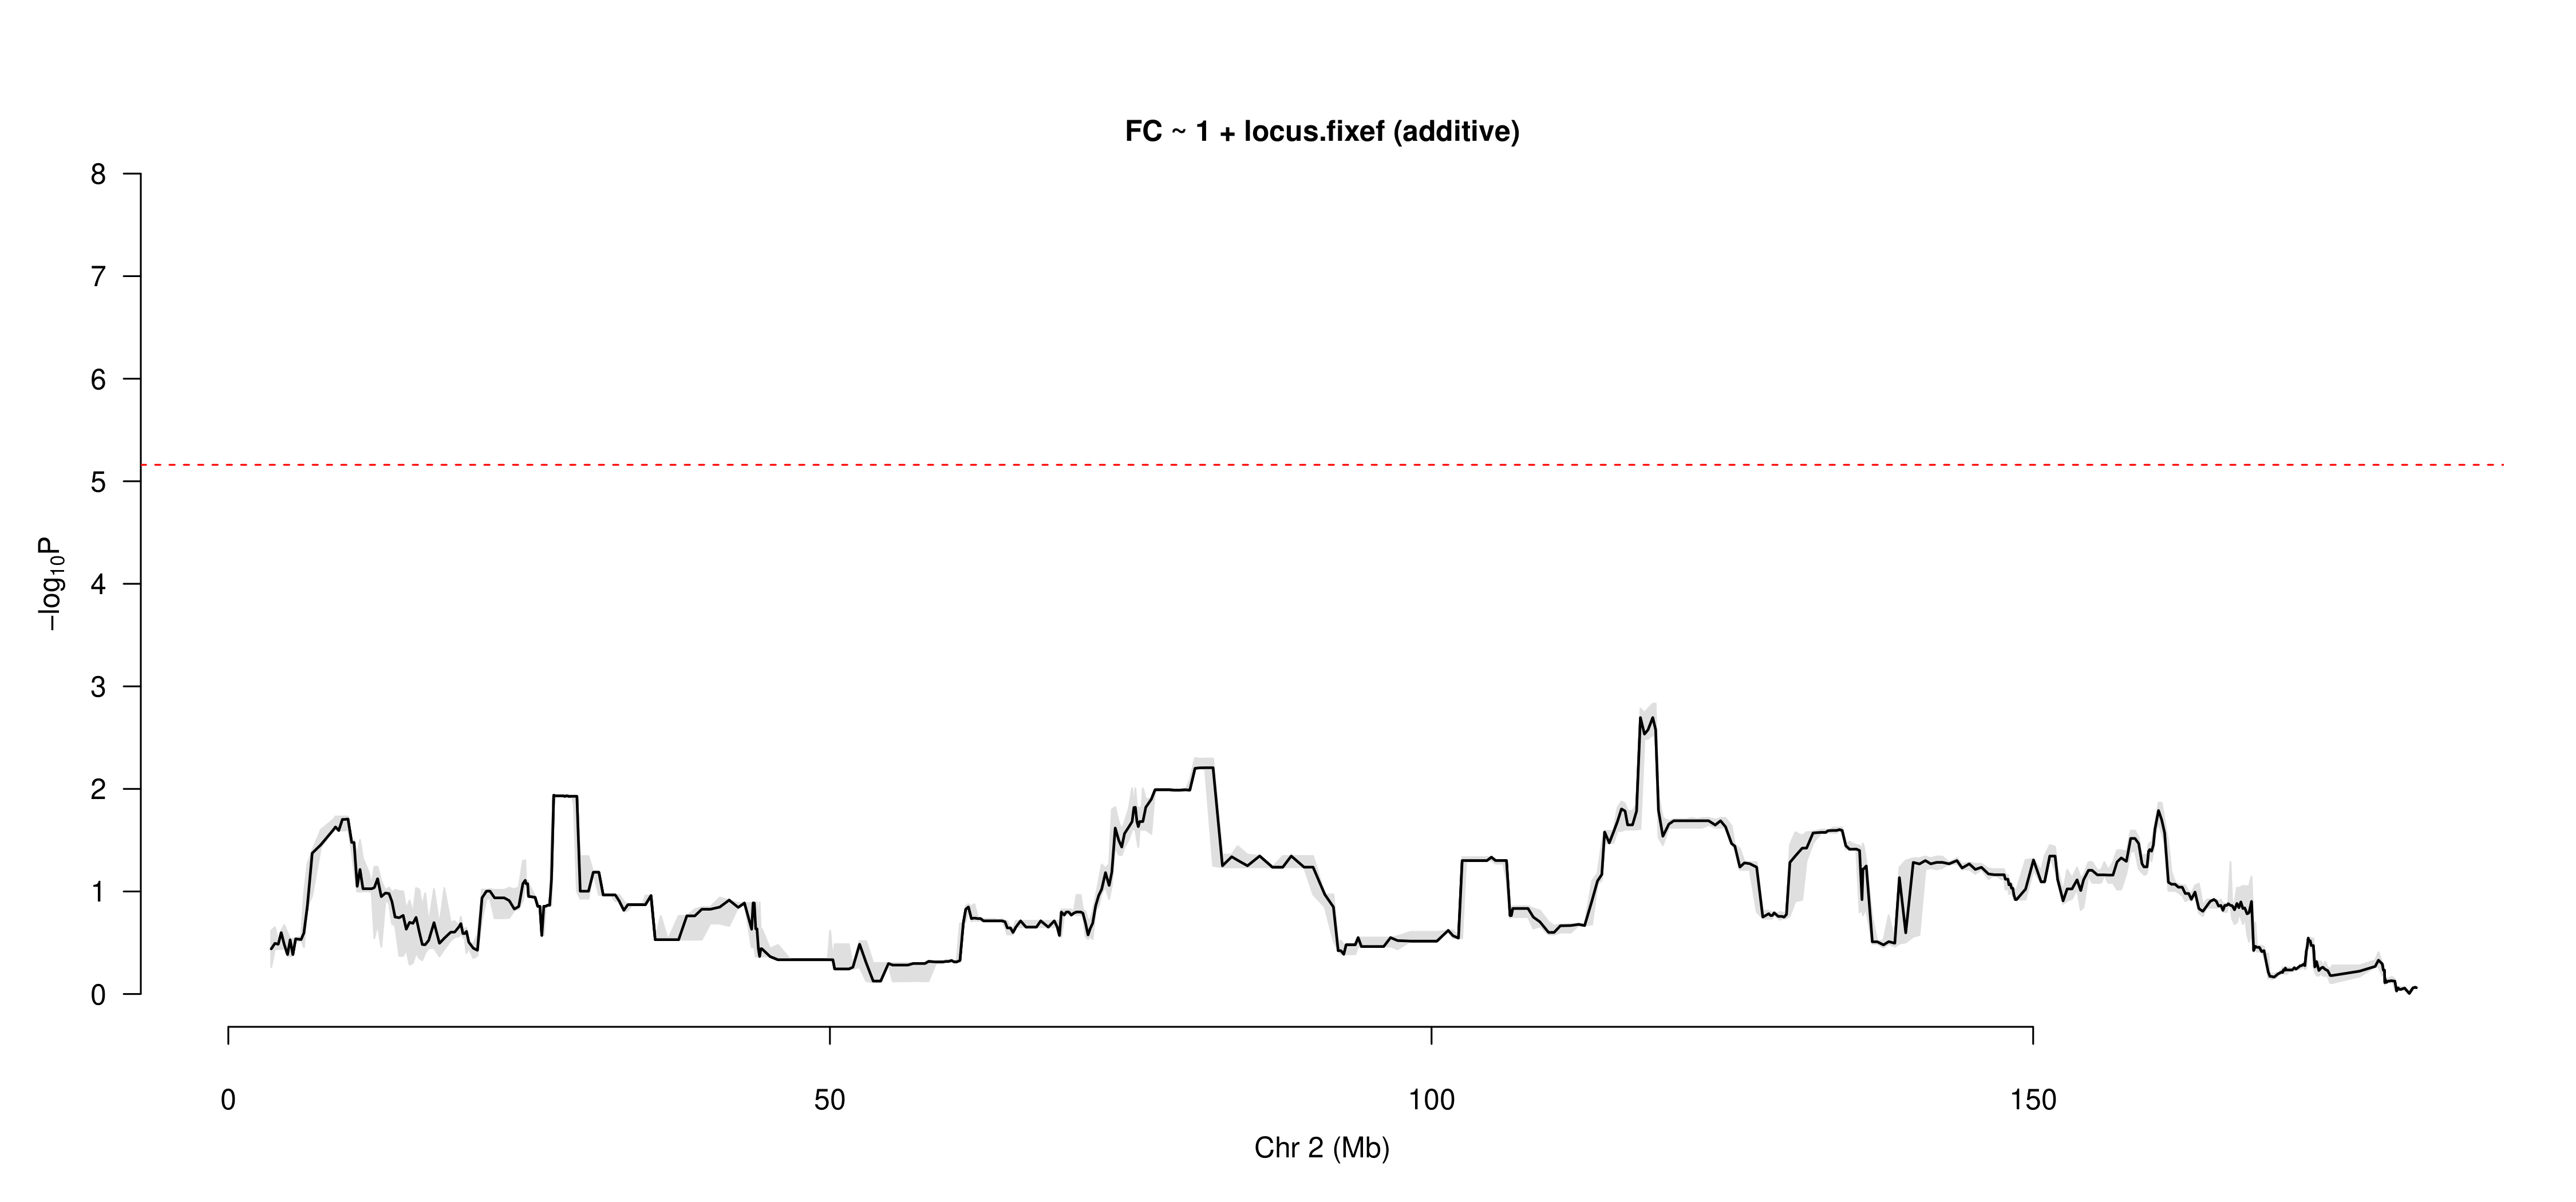 FC ~ 1 + locus.fixef (additive)
8
7
6
5
4
3
2
1
0
−log10P
0 50 100 150
Chr 2 (Mb)